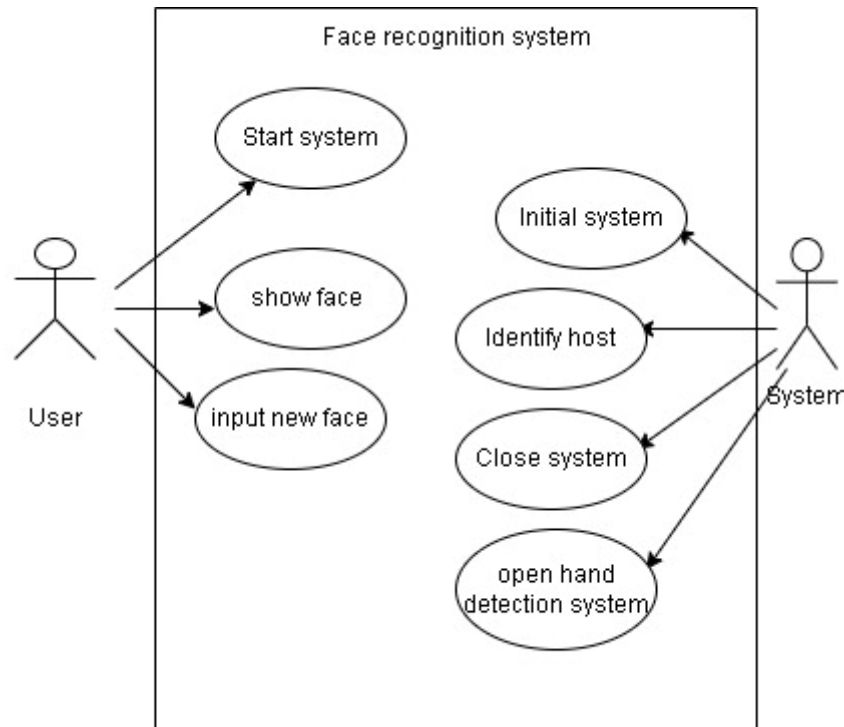 Face recognition system
Start system
Initial system
show face
Identify host
input new face
User
System
Close system
open hand
detection system